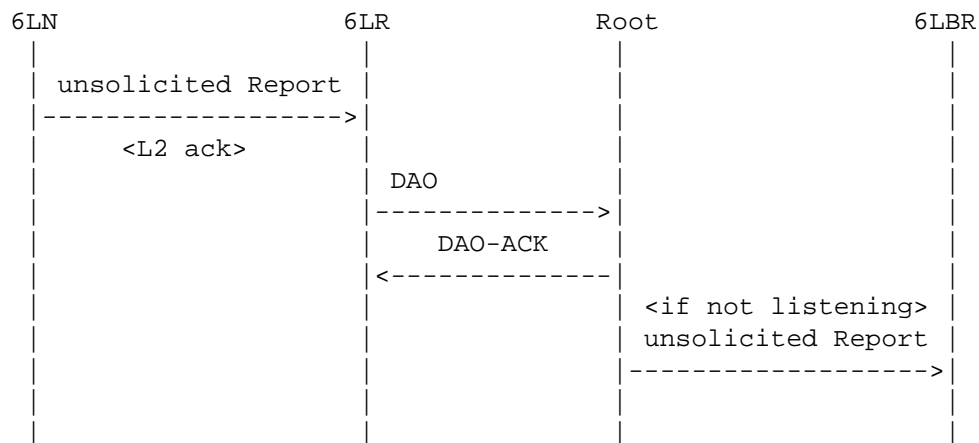 6LN 6LR Root 6LBR
unsolicited Report
<L2 ack>
DAO
DAO-ACK
<if not listening>
unsolicited Report